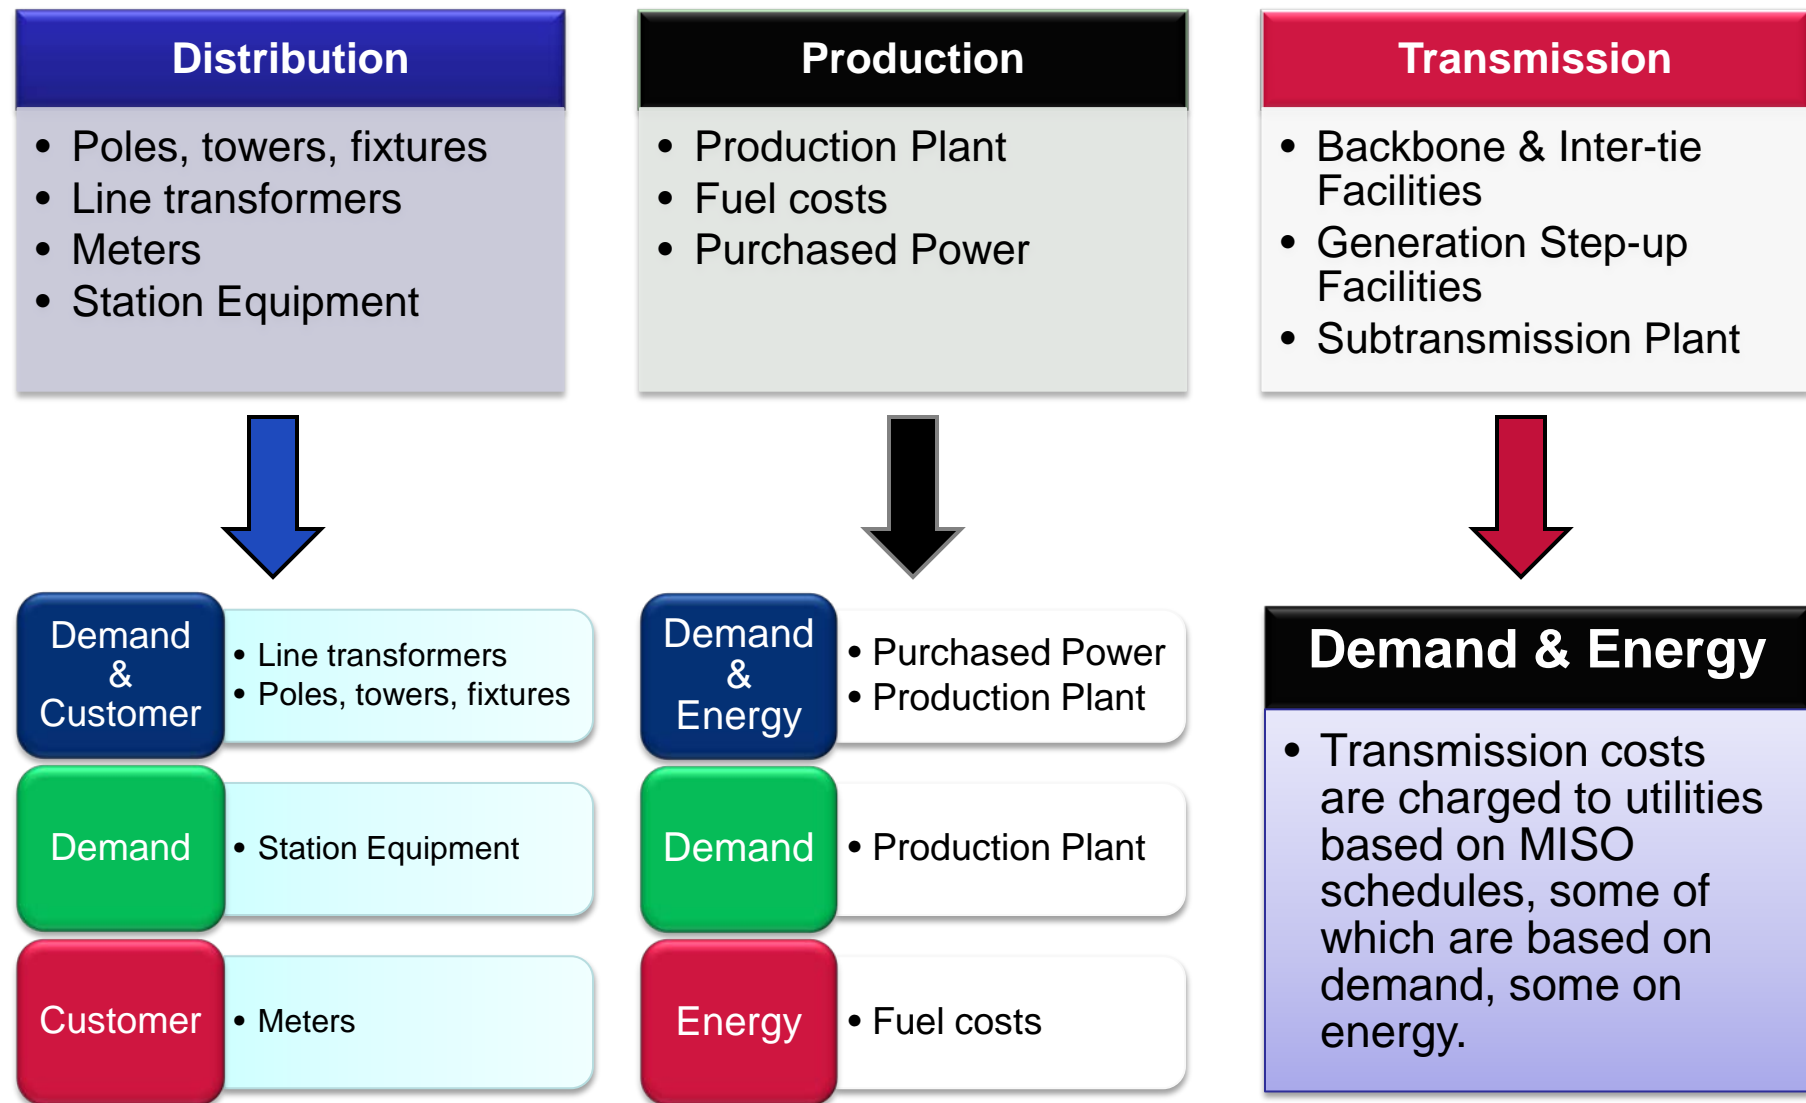 Distribution
• Poles, towers, fixtures
• Line transformers
• Meters
• Station Equipment
Production
• Production Plant
• Fuel costs
• Purchased Power
Transmission
• Backbone & Inter-tie
Facilities
• Generation Step-up
Facilities
• Subtransmission Plant
Demand
&
Customer
• Line transformers
• Poles, towers, fixtures
Demand
• Station Equipment
Customer
• Meters
Demand
&
Energy
• Purchased Power
• Production Plant
Demand
• Production Plant
Energy
• Fuel costs
Demand & Energy
• Transmission costs
are charged to utilities
based on MISO
schedules, some of
which are based on
demand, some on
energy.